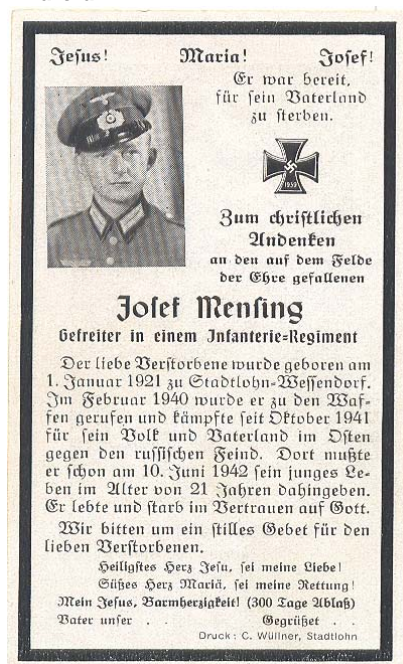 Jesus! Maria! Josef!
Er war bereit,
für sein Vaterland
zu sterben.
1939
Zum christlichen
Andenken
an den auf dem Felde
der Ehre gefallenen
Josef Mensing
Gefreiter in einem Infanterie=Regiment
Der liebe Verstorbene wurde geboren am
1. Januar 1921 zu Stadtlohn-Wessendorf.
Im Februar 1940 wurde er zu den Waf-
fen gerufen und kämpfte seit Oktober 1941
für sein Volk und Vaterland im Osten
gegen den russischen Feind. Dort mußte
er schon am 10. Juni 1942 sein junges Le-
ben im Alter von 21 Jahren dahingeben.
Er lebte und starb im Vertrauen auf Gott.
Wir bitten um ein stilles Gebet für den
lieben Verstorbenen.
Heiligstes Herz Jesu, sei meine Liebe!
Süßes Herz Mariä, sei meine Rettung!
Mein Jesus, Barmherzigkeit! (300 Tage Ablaß)
Vater unser . . Gegrüßet . .
Druck: C. Wüllner, Stadtlohn